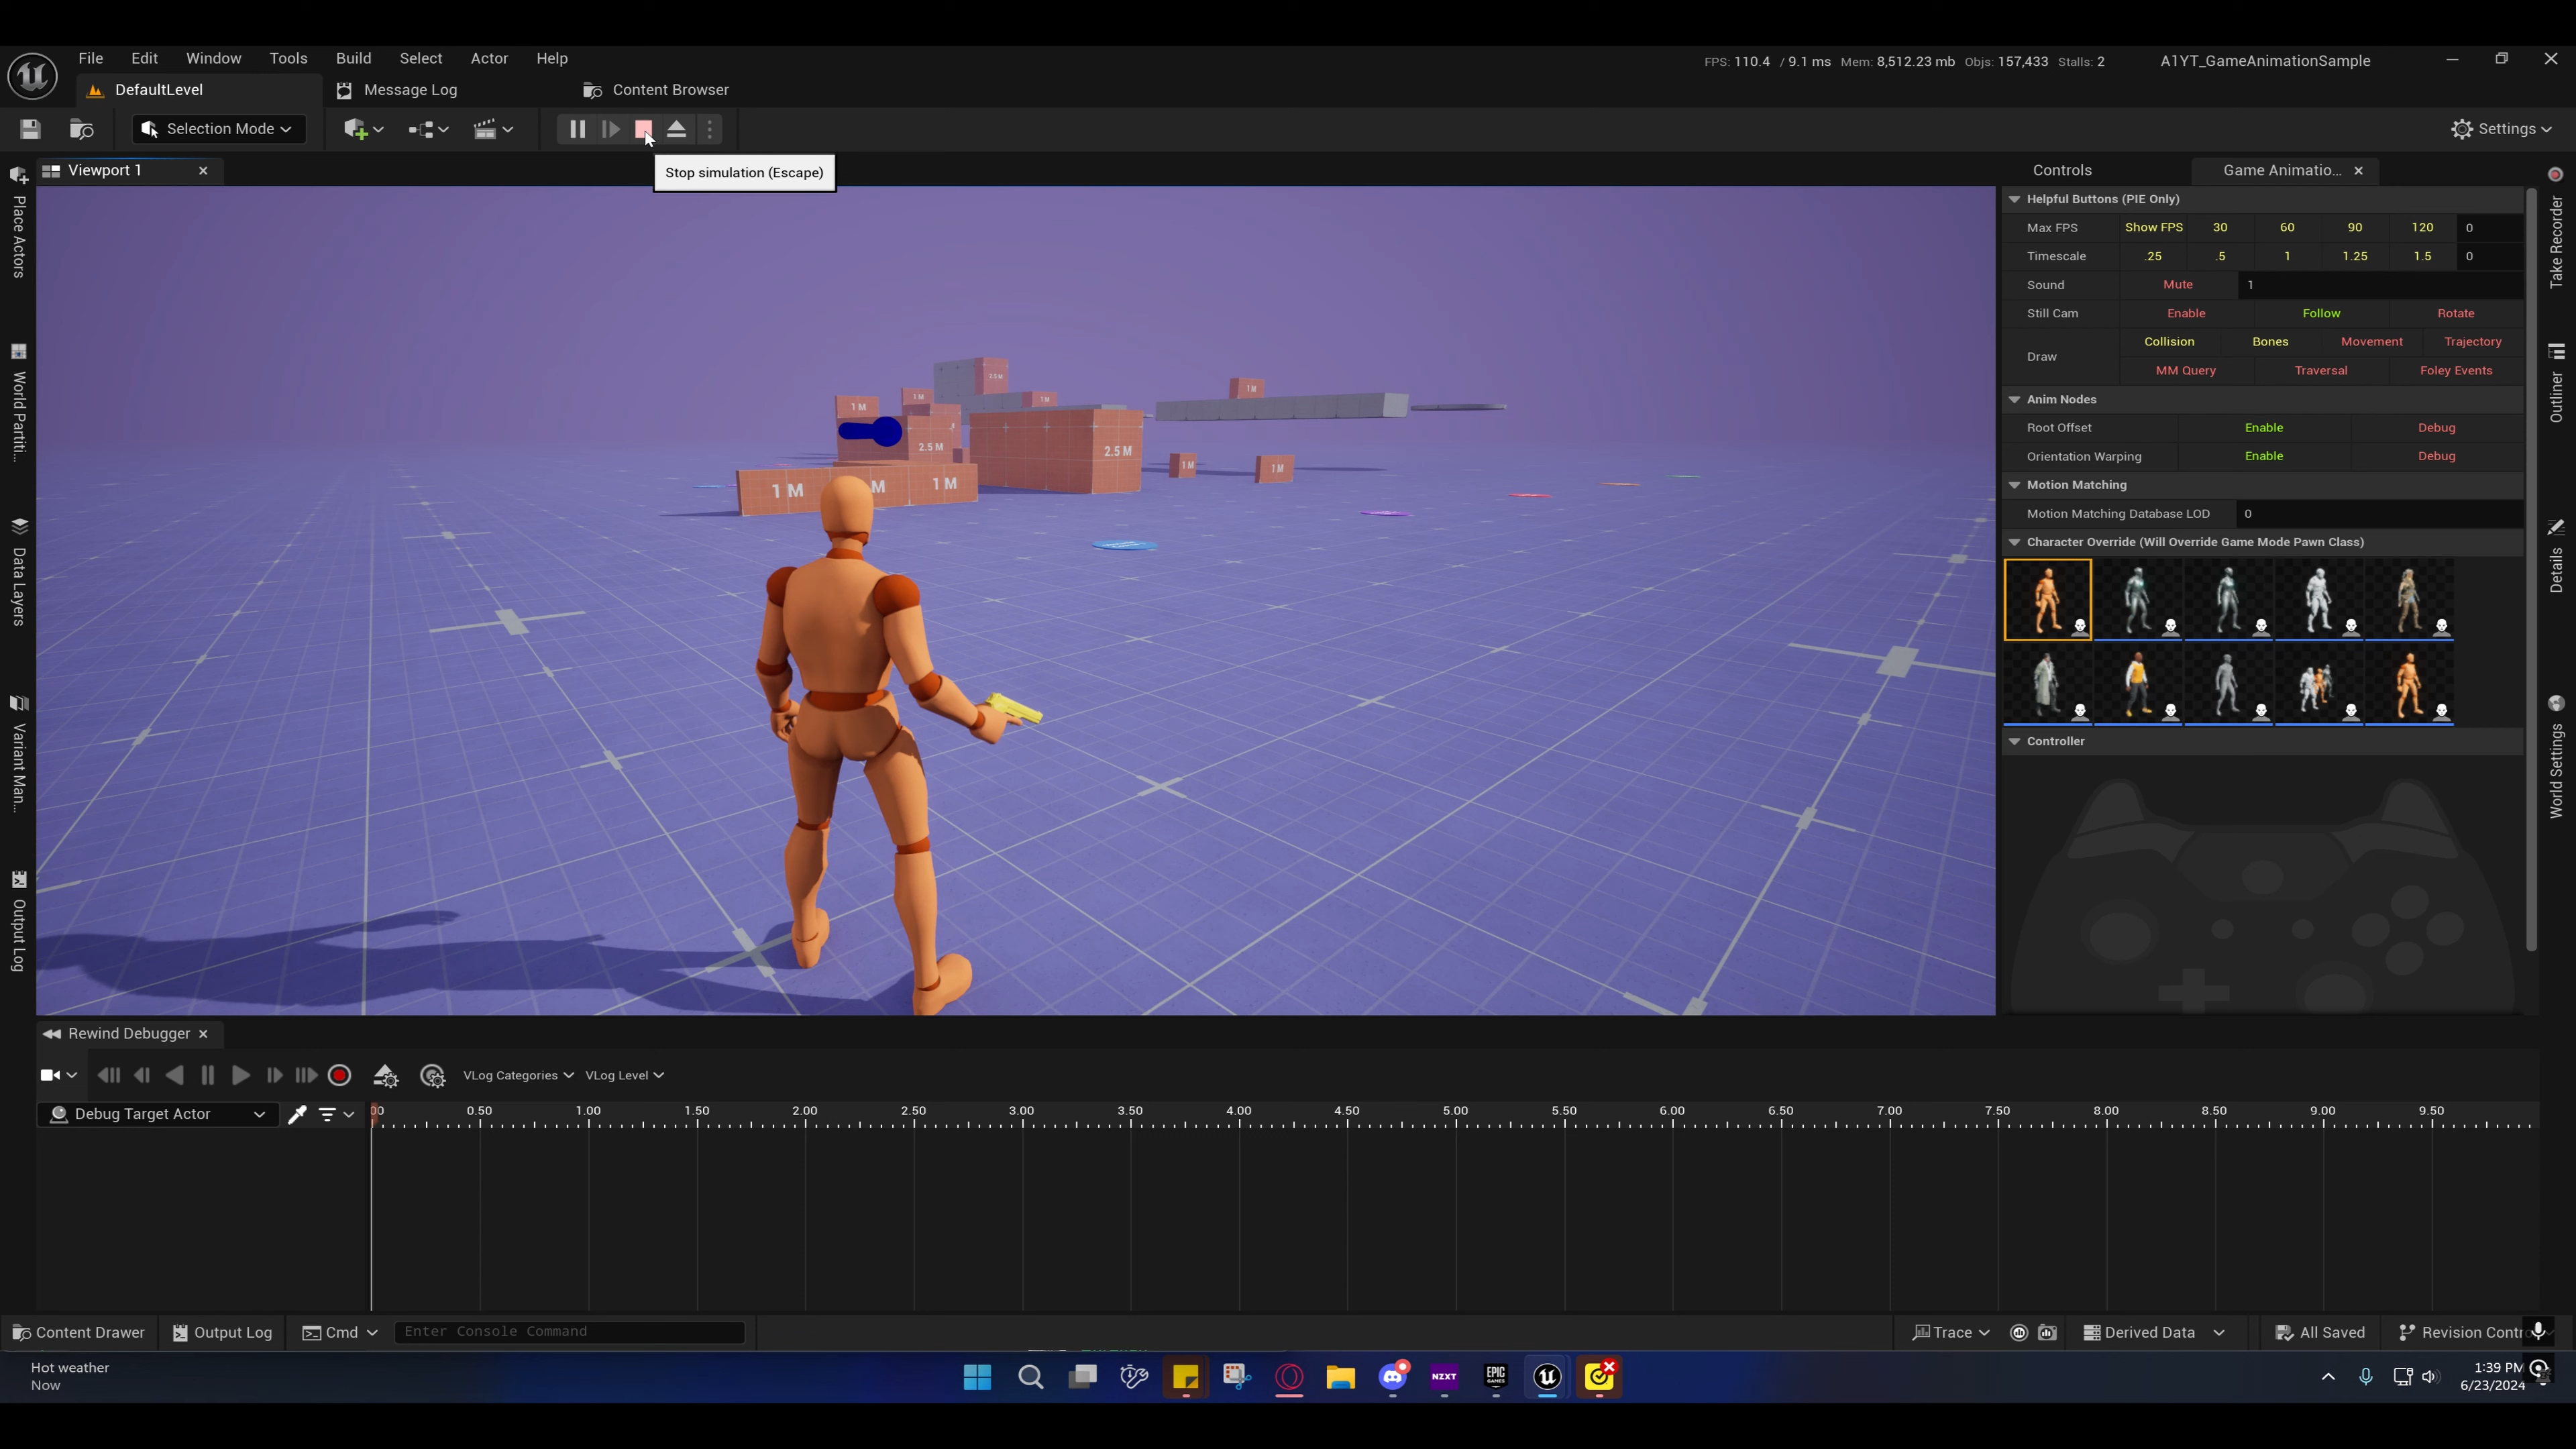 File Edit Window Tools Build Select Actor Help
FPS: 110.4 / 9.1 ms Mem: 8,512.23 mb Objs: 157,433 Stalls: 2
A1YT_GameAnimationSample
DefaultLevel
Message Log
Content Browser
Selection Mode
Settings
Stop simulation (Escape)
Viewport 1
Controls
Game Animatio...
Place Actors
World Partiti...
Data Layers
Variant Man...
Output Log
1 M
1 M
2.5 M
1 M
1 M
2.5 M
2.5 M
1 M
1 M
1 M
M
1 M
Helpful Buttons (PIE Only)
Max FPS Show FPS 30 60 90 120 0
Timescale .25 .5 1 1.25 1.5 0
Sound Mute 1
Still Cam Enable Follow Rotate
Draw Collision Bones Movement Trajectory
MM Query Traversal Foley Events
Anim Nodes
Root Offset Enable Debug
Orientation Warping Enable Debug
Motion Matching
Motion Matching Database LOD 0
Character Override (Will Override Game Mode Pawn Class)
Controller
Take Recorder
Outliner
Details
World Settings
Rewind Debugger
VLog Categories VLog Level
Debug Target Actor
00 0.50 1.00 1.50 2.00 2.50 3.00 3.50 4.00 4.50 5.00 5.50 6.00 6.50 7.00 7.50 8.00 8.50 9.00 9.50
Content Drawer Output Log Cmd Enter Console Command
Trace Derived Data All Saved Revision Contro
Hot weather
Now
NZXT
EPIC GAMES
1:39 PM
6/23/2024